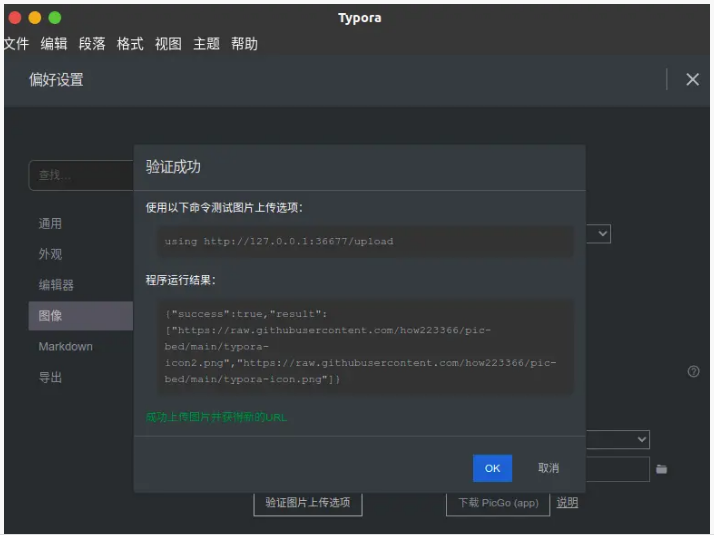 Typora
文件 编辑 段落 格式 视图 主题 帮助
偏好设置
查找...
通用
外观
编辑器
图像
Markdown
导出
验证成功
使用以下命令测试图片上传选项：
using http://127.0.0.1:36677/upload
程序运行结果：
{"success":true,"result":
["https://raw.githubusercontent.com/how223366/pic-
bed/main/typora-
icon2.png","https://raw.githubusercontent.com/how223366/pic-
bed/main/typora-icon.png"]}
成功上传图片并获得新的URL
OK 取消
验证图片上传选项 下载 PicGo (app) 说明